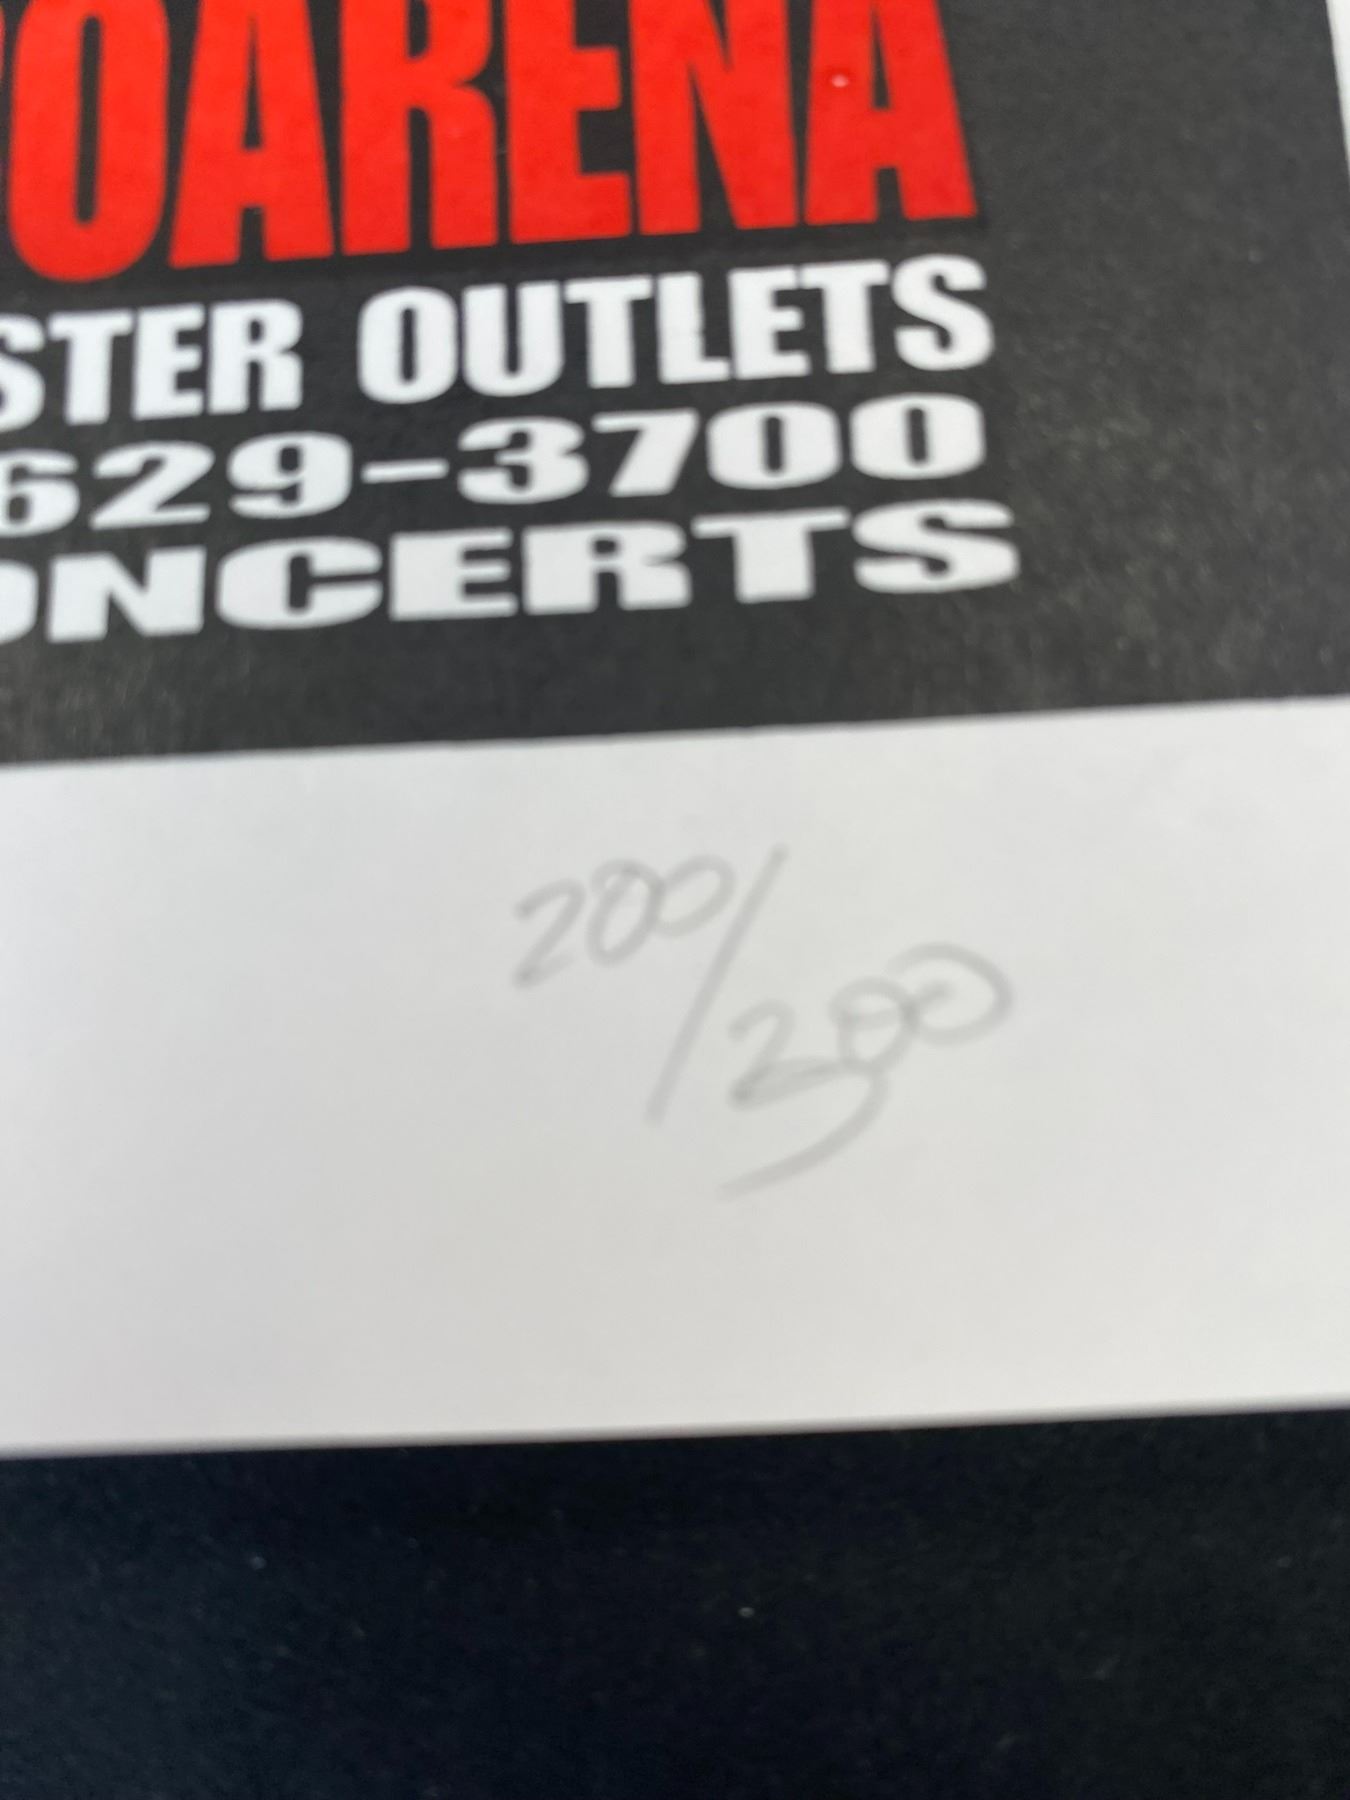 OARENA
STER OUTLETS
629-3700
ONCERTS
200/300